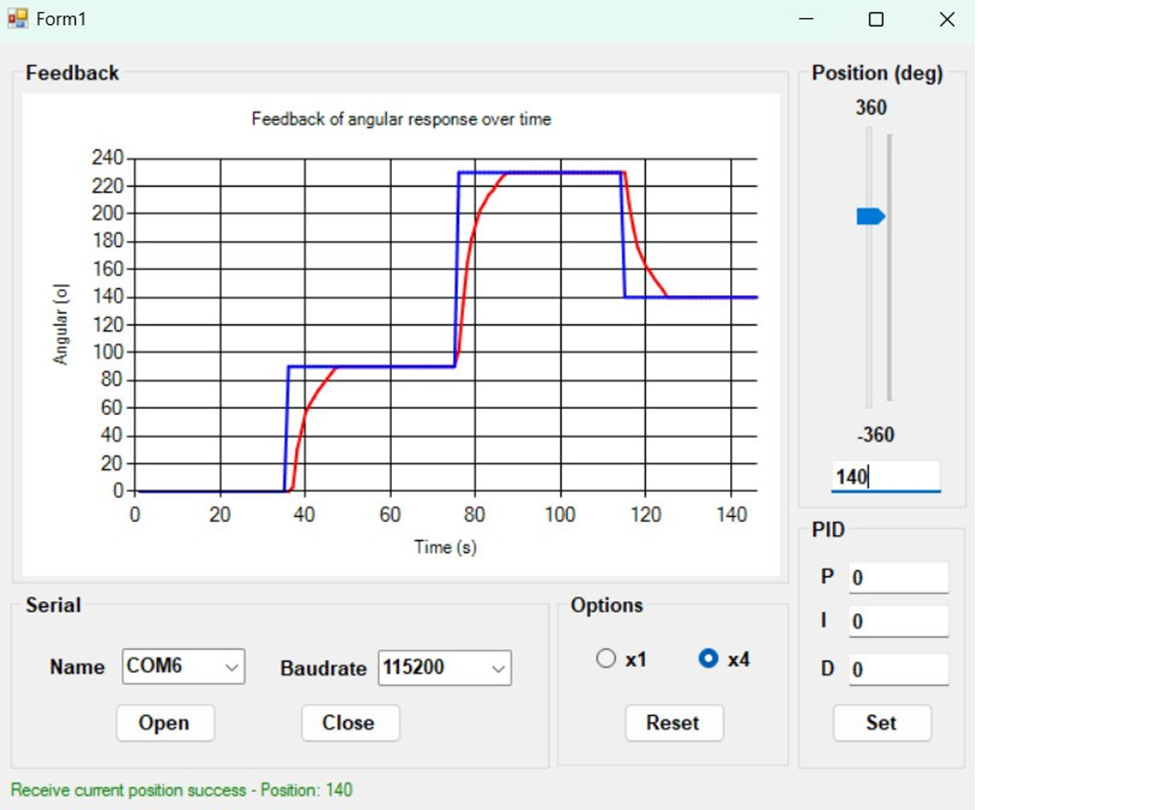 Form1
Feedback
Feedback of angular response over time
240
220
200
180
160
140
120
100
80
60
40
20
0
Angular [o]
0 20 40 60 80 100 120 140
Time (s)
Position (deg)
360
-360
140
PID
P 0
I 0
D 0
Set
Serial
Name COM6 Baudrate 115200
Open Close
Options
x1 x4
Reset
Receive current position success - Position: 140